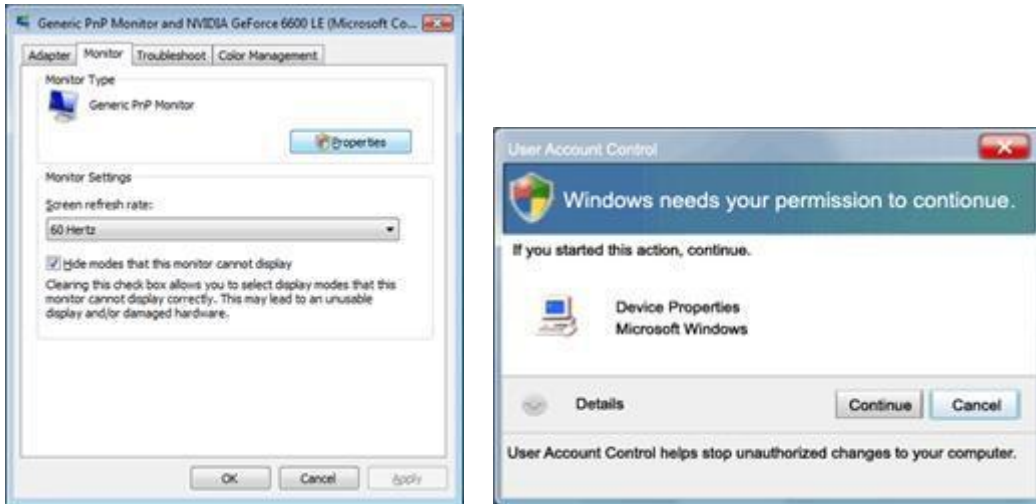 Generic PnP Monitor and NVIDIA GeForce 6600 LE (Microsoft Co...
Adapter Monitor Troubleshoot Color Management
Monitor Type
Generic PnP Monitor
Properties
Monitor Settings
Screen refresh rate:
60 Hertz
Hide modes that this monitor cannot display
Clearing this check box allows you to select display modes that this
monitor cannot display correctly. This may lead to an unusable
display and/or damaged hardware.
OK Cancel Apply
User Account Control
Windows needs your permission to contionue.
If you started this action, continue.
Device Properties
Microsoft Windows
Details Continue Cancel
User Account Control helps stop unauthorized changes to your computer.